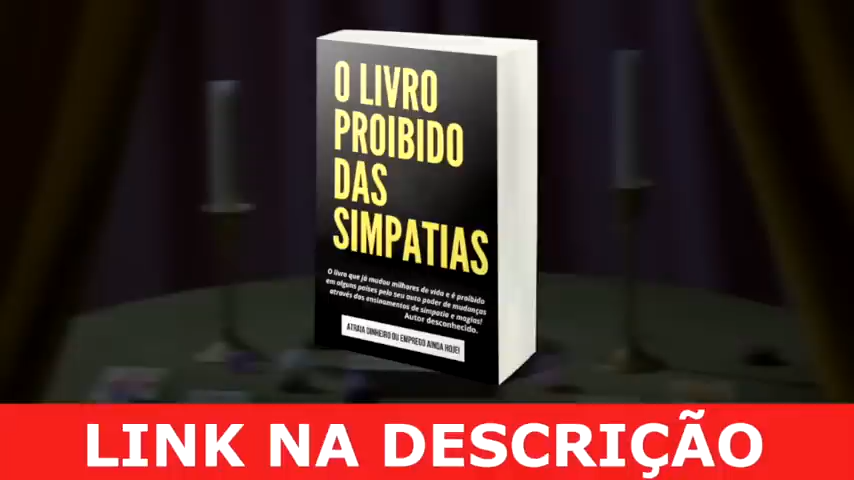 O LIVRO
PROIBIDO
DAS
SIMPATIAS
O livro que já mudou milhares de vida e é proibido
em alguns países pelo seu auto poder de mudanças
através dos ensinamentos de simpatia e magias!
Autor desconhecido.
ATRAIA DINHEIRO OU EMPREGO AINDA HOJE!
LINK NA DESCRIÇÃO